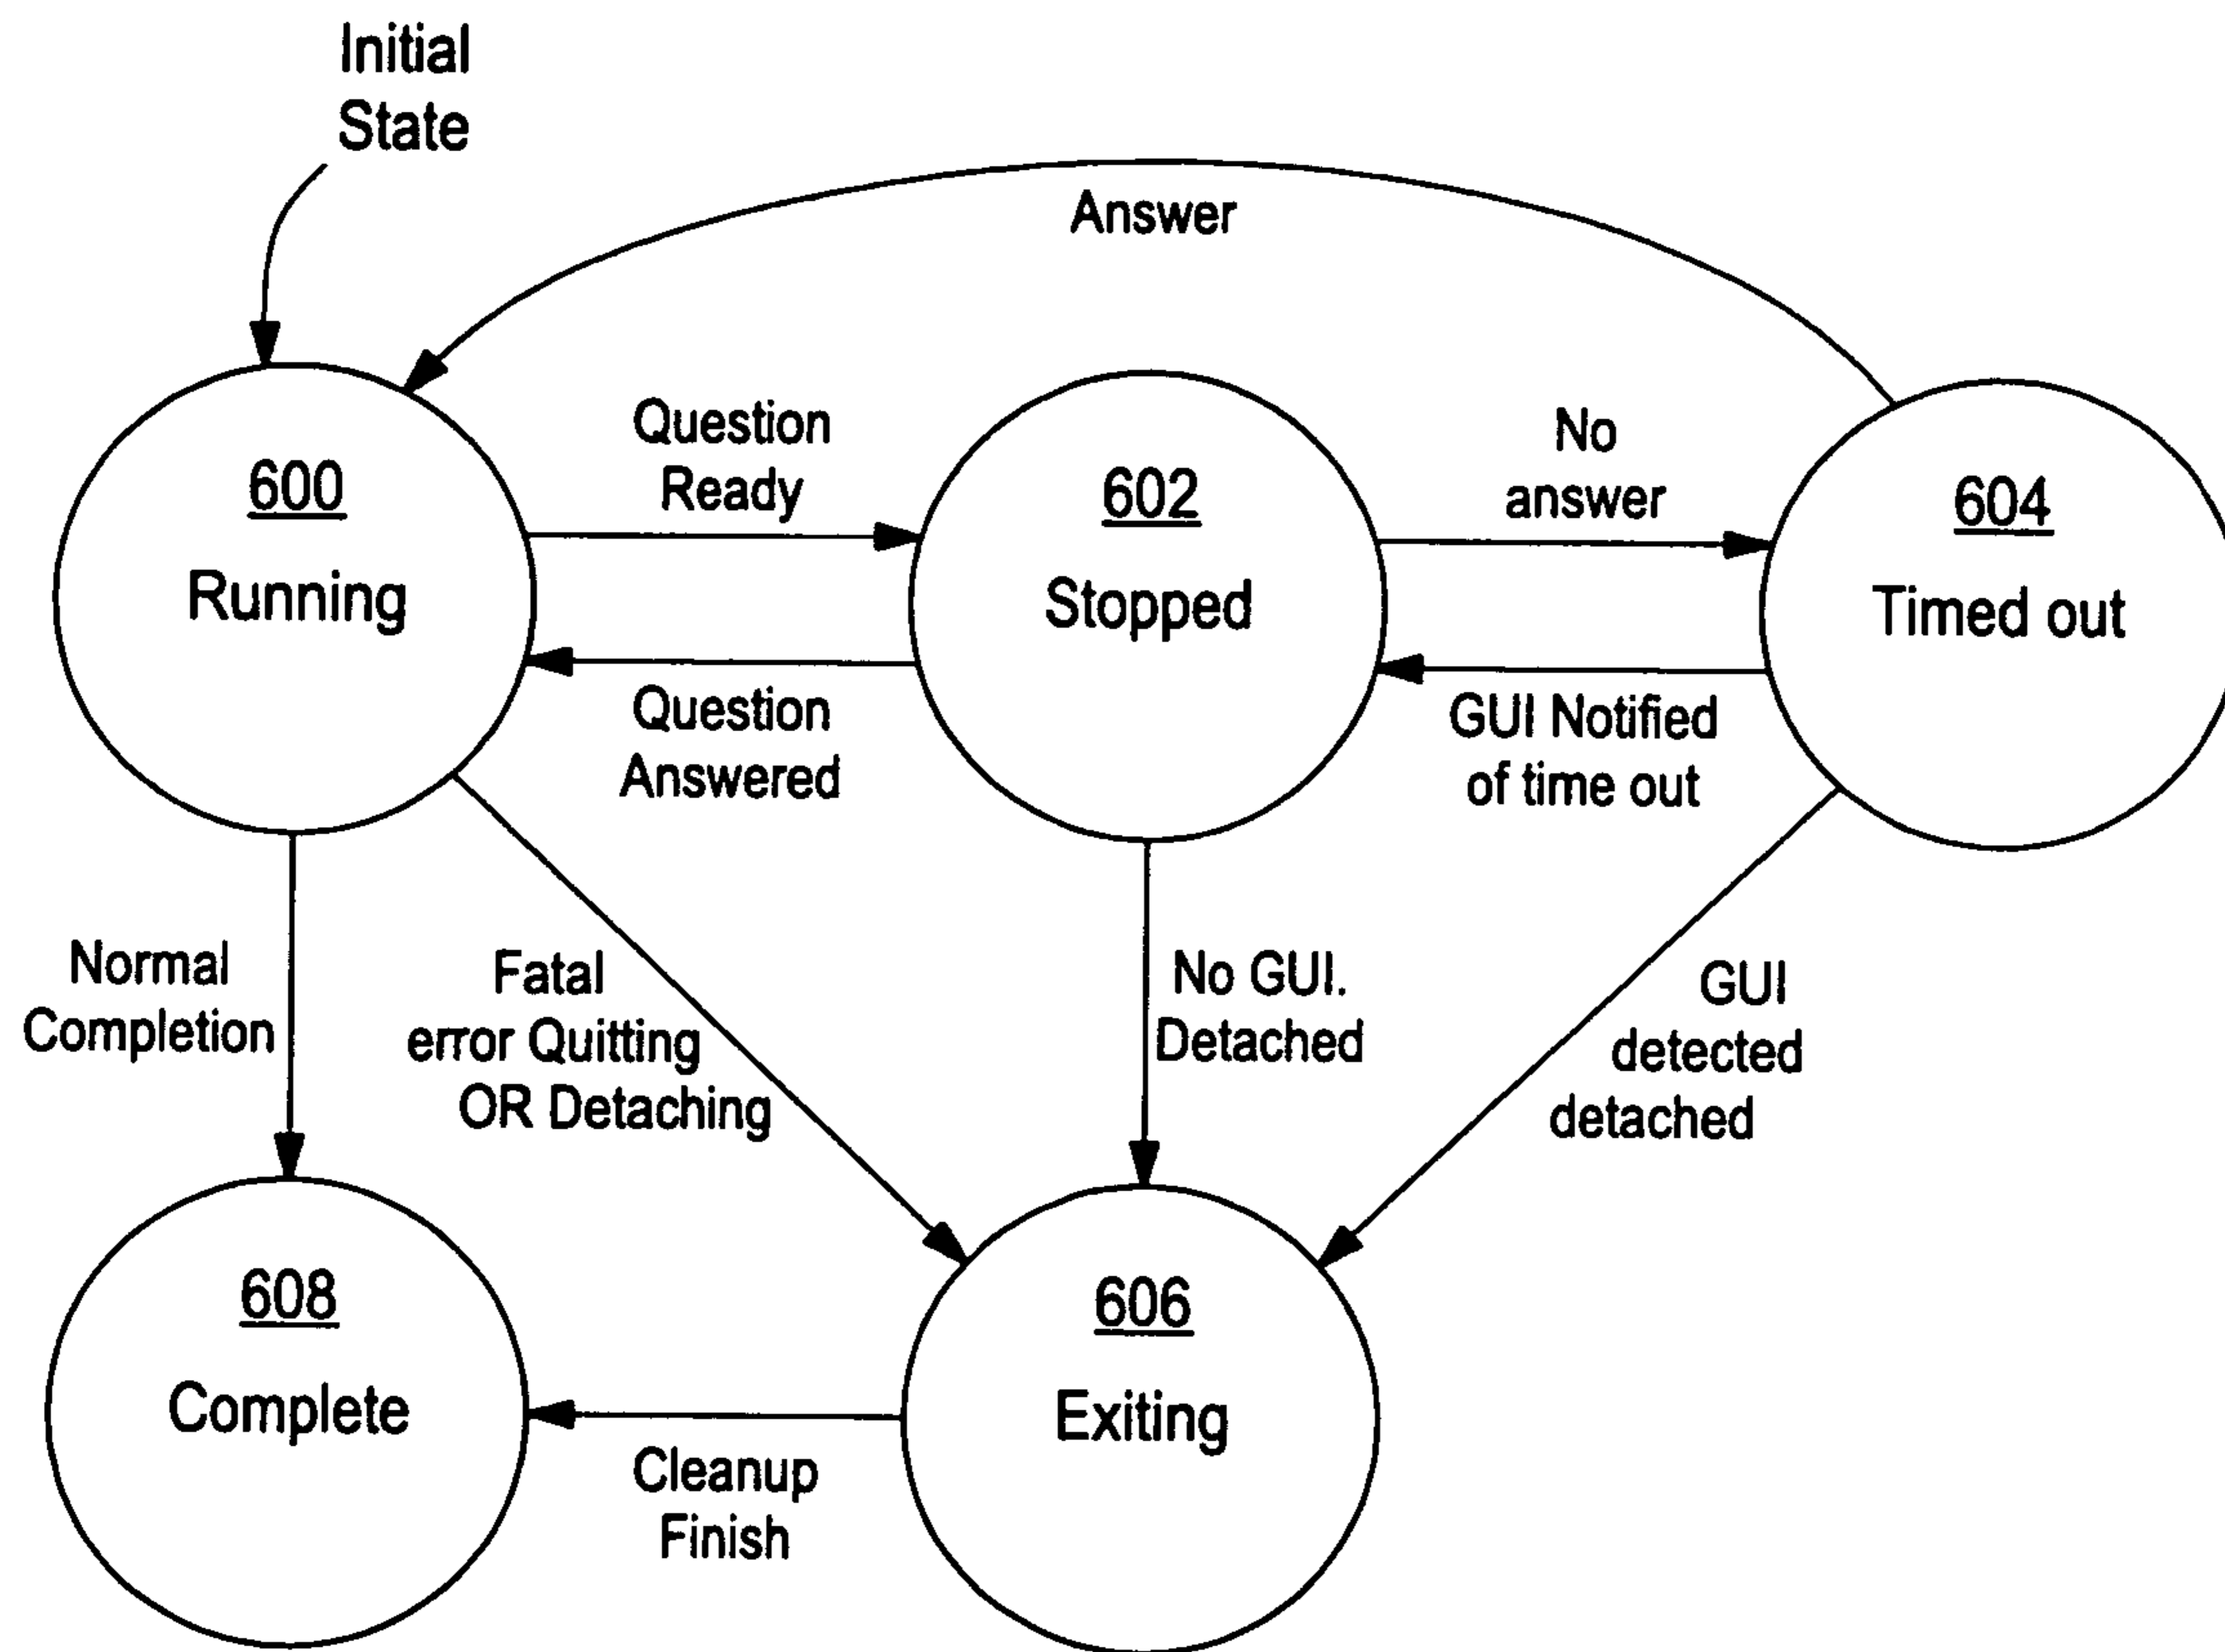 Initial
State
Answer
Question
Ready
No
answer
600
Running
602
Stopped
604
Timed out
Question
Answered
GUI Notified
of time out
Normal
Completion
Fatal
error Quitting
OR Detaching
No GUI.
Detached
GUI
detected
detached
608
Complete
606
Exiting
Cleanup
Finish